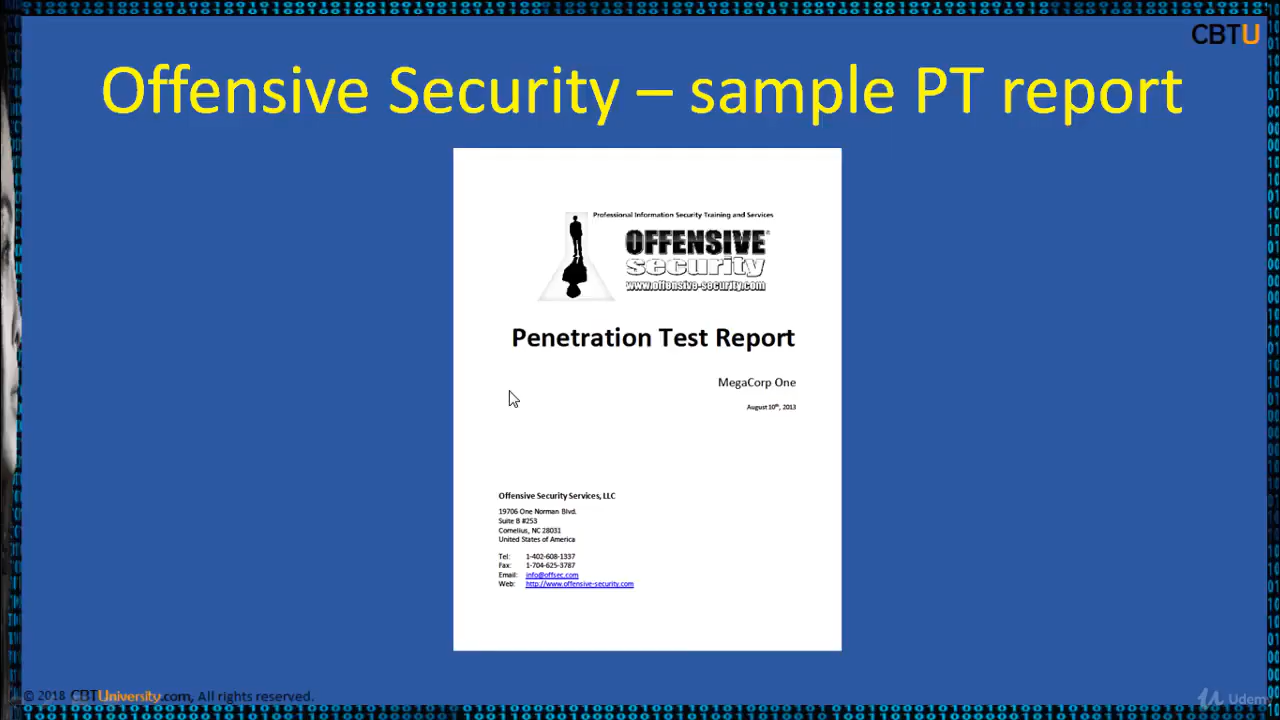 CBTU
Offensive Security – sample PT report
Professional Information Security Training and Services
OFFENSIVE
security
www.offensive-security.com
Penetration Test Report
MegaCorp One
August 10th, 2013
Offensive Security Services, LLC
19706 One Norman Blvd.
Suite B #253
Cornelius, NC 28031
United States of America
Tel: 1-402-608-1337
Fax: 1-704-625-3787
Email: info@offsec.com
Web: http://www.offensive-security.com
© 2018 CBTUniversity.com, All rights reserved.
Udemy